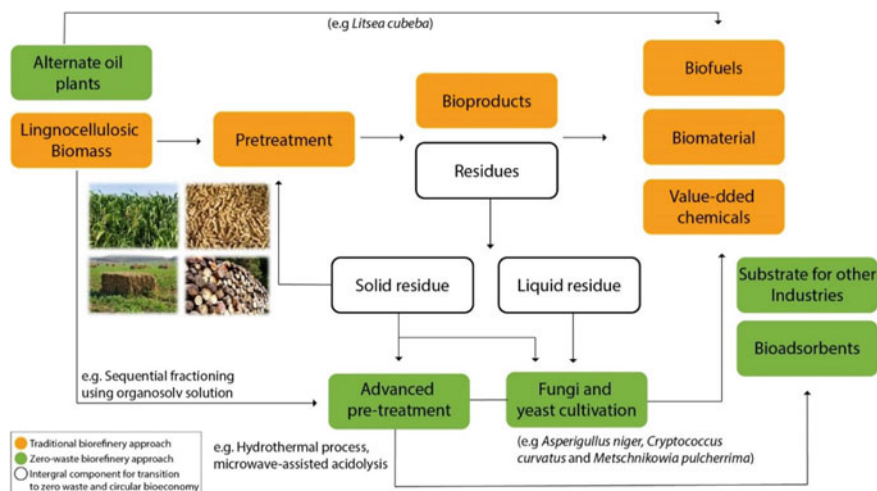 (e.g Litsea cubeba)
Alternate oil
plants
Biofuels
Bioproducts
Lingnocellulosic
Biomass
Pretreatment
Biomaterial
Residues
Value-dded
chemicals
Solid residue
Liquid residue
Substrate for other
Industries
Bioadsorbents
e.g. Sequential fractioning
using organosolv solution
Advanced
pre-treatment
Fungi and
yeast cultivation
Traditional biorefinery approach
Zero-waste biorefinery approach
Intergral component for transition
to zero waste and circular bioeconomy
e.g. Hydrothermal process,
microwave-assisted acidolysis
(e.g Asperigullus niger, Cryptococcus
curvatus and Metschnikowia pulcherrima)